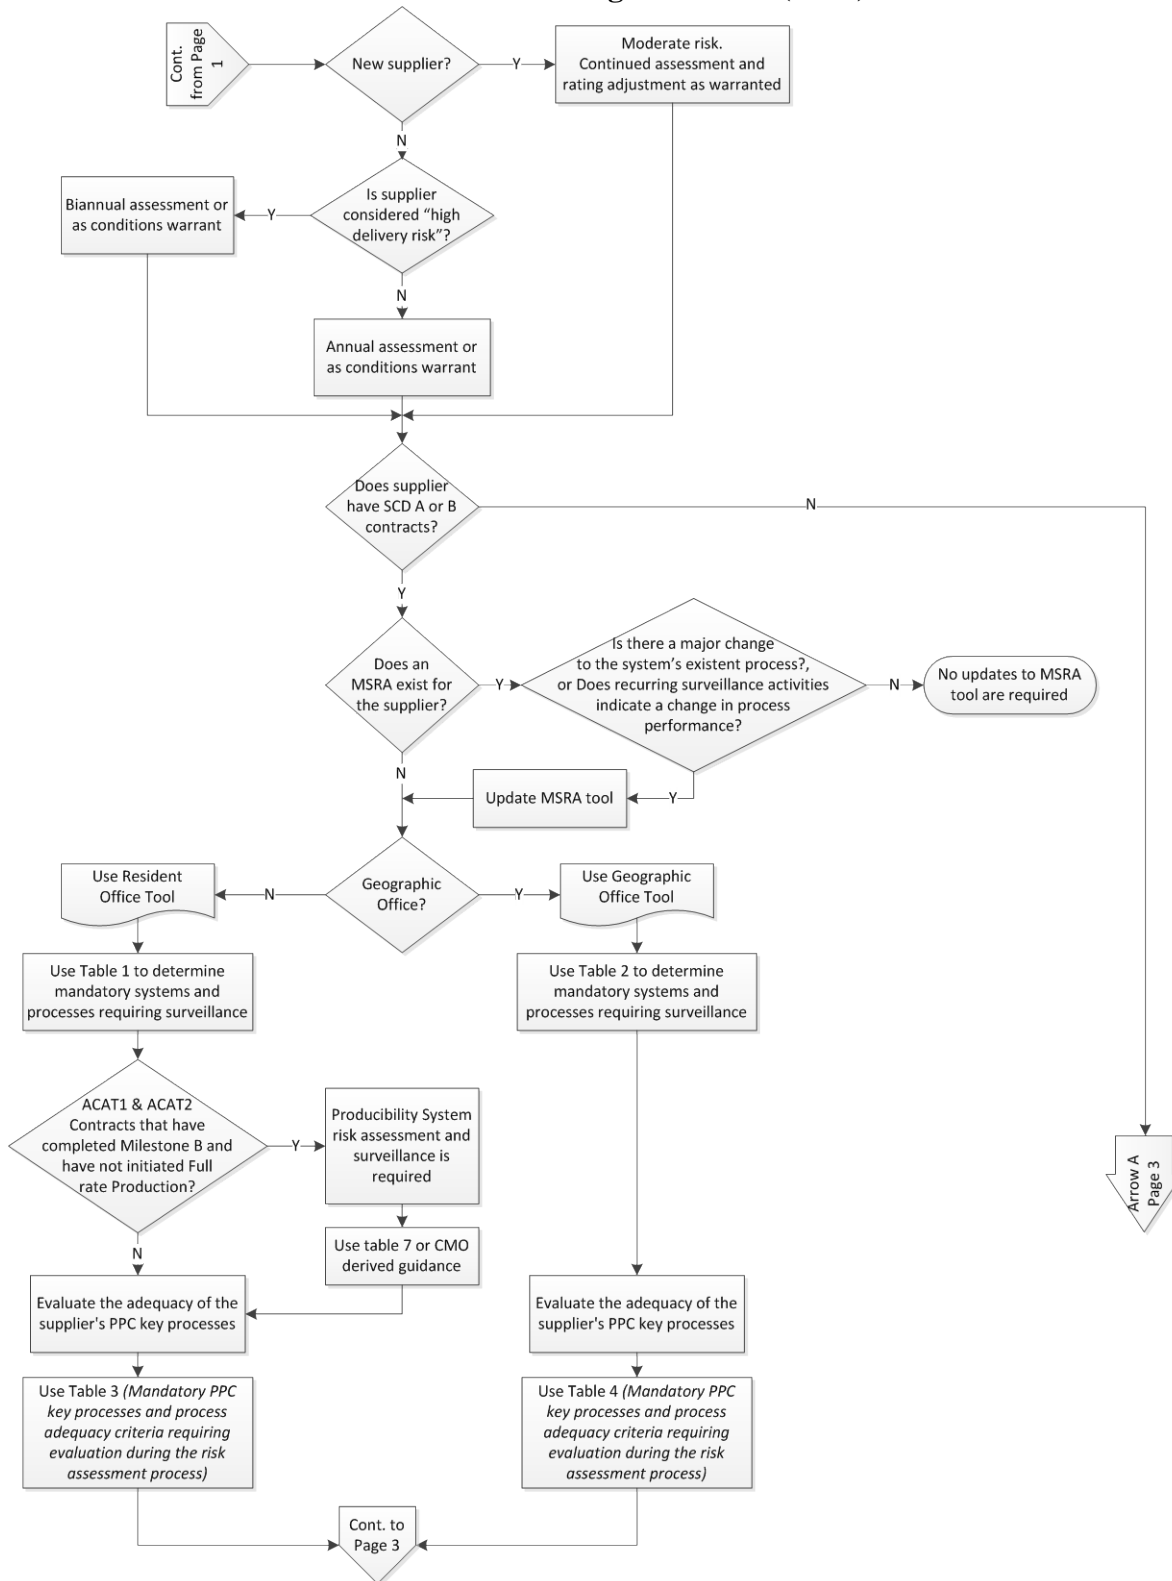 Cont.
from Page
1
New supplier?
Y
Moderate risk.
Continued assessment and
rating adjustment as warranted
N
Biannual assessment or
as conditions warrant
Y
Is supplier
considered “high
delivery risk”?
N
Annual assessment or
as conditions warrant
Does supplier
have SCD A or B
contracts?
N
Y
Does an
MSRA exist for
the supplier?
Y
Is there a major change
to the system’s existent process?,
or Does recurring surveillance activities
indicate a change in process
performance?
N
No updates to MSRA
tool are required
N
Update MSRA tool
Y
Use Resident
Office Tool
N
Geographic
Office?
Y
Use Geographic
Office Tool
Use Table 1 to determine
mandatory systems and
processes requiring surveillance
Use Table 2 to determine
mandatory systems and
processes requiring surveillance
ACAT1 & ACAT2
Contracts that have
completed Milestone B and
have not initiated Full
rate Production?
Y
Producibility System
risk assessment and
surveillance is
required
Arrow A
Page 3
N
Use table 7 or CMO
derived guidance
Evaluate the adequacy of the
supplier's PPC key processes
Evaluate the adequacy of the
supplier's PPC key processes
Use Table 3 (Mandatory PPC
key processes and process
adequacy criteria requiring
evaluation during the risk
assessment process)
Use Table 4 (Mandatory PPC
key processes and process
adequacy criteria requiring
evaluation during the risk
assessment process)
Cont. to
Page 3